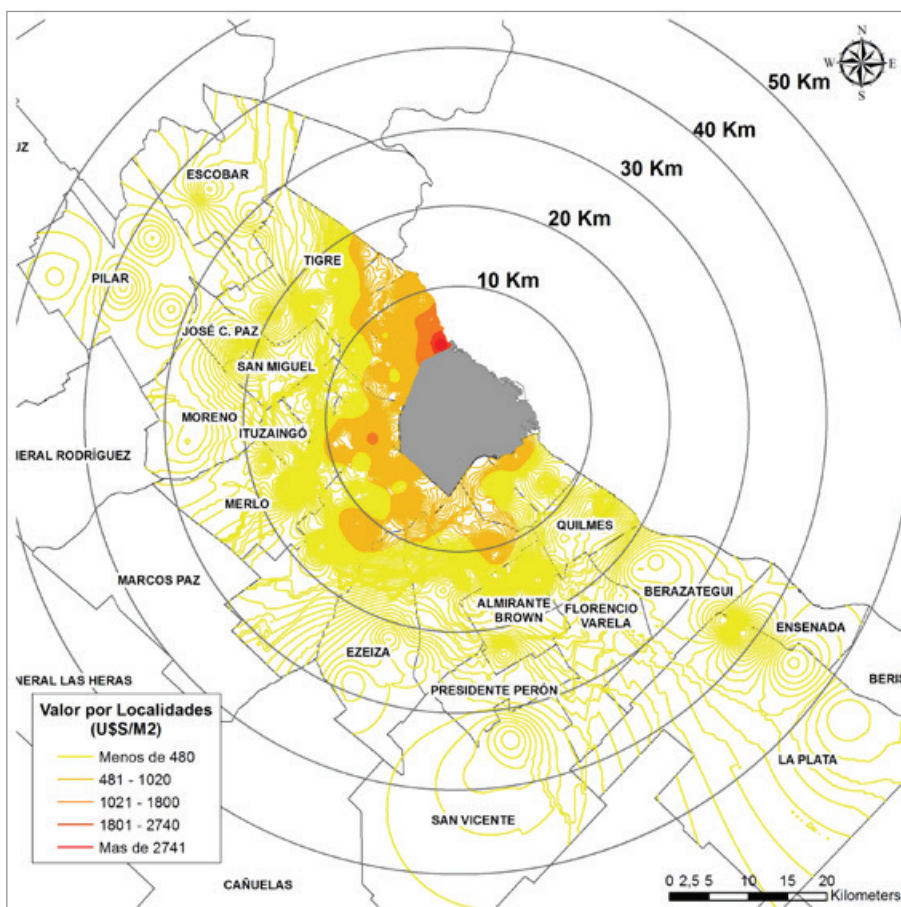 N
W E
S
50 Km
40 Km
30 Km
20 Km
10 Km
UZ
ESCOBAR
TIGRE
PILAR
JOSÉ C. PAZ
SAN MIGUEL
MORENO
ITUZAINGÓ
NERAL RODRÍGUEZ
MERLO
QUILMES
MARCOS PAZ
BERAZATEGUI
ALMIRANTE
BROWN
FLORENCIO
VARELA
ENSENADA
EZEIZA
NERAL LAS HERAS
BERIS
PRESIDENTE PERÓN
Valor por Localidades
(U$S/M2)
Menos de 480
481 - 1020
1021 - 1800
1801 - 2740
Mas de 2741
LA PLATA
SAN VICENTE
CAÑUELAS
0 2,5 5 10 15 20
Kilometers